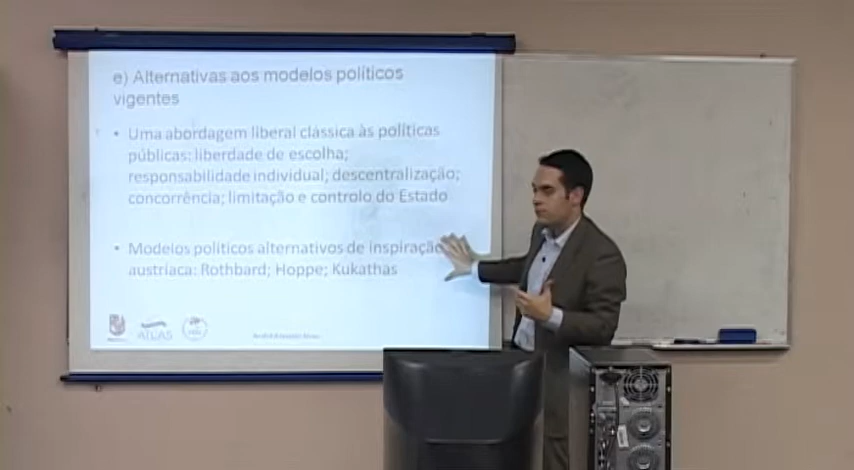 e) Alternativas aos modelos políticos
vigentes
• Uma abordagem liberal clássica às políticas
públicas: liberdade de escolha;
responsabilidade individual; descentralização;
concorrência; limitação e controlo do Estado
• Modelos políticos alternativos de inspiração
austríaca: Rothbard; Hoppe; Kukathas
ATLAS